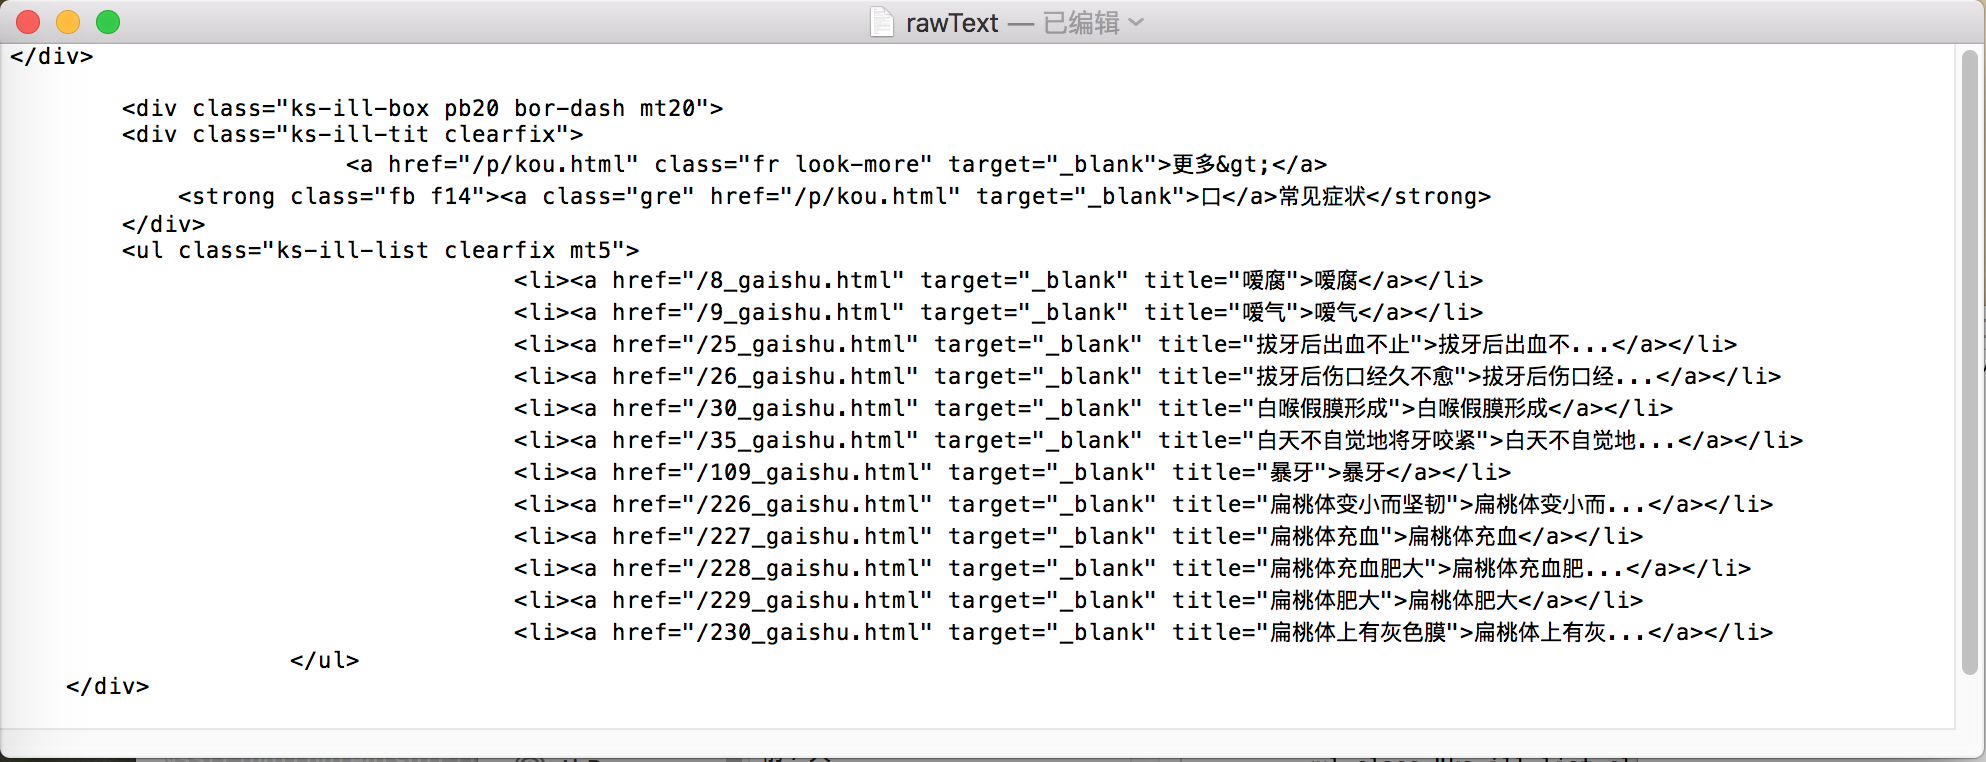 rawText — 已编辑
</div>
<div class="ks-ill-box pb20 bor-dash mt20">
<div class="ks-ill-tit clearfix">
<a href="/p/kou.html" class="fr look-more" target="_blank">更多&gt;</a>
<strong class="fb f14"><a class="gre" href="/p/kou.html" target="_blank">口</a>常见症状</strong>
</div>
<ul class="ks-ill-list clearfix mt5">
<li><a href="/8_gaishu.html" target="_blank" title="嗳腐">嗳腐</a></li>
<li><a href="/9_gaishu.html" target="_blank" title="嗳气">嗳气</a></li>
<li><a href="/25_gaishu.html" target="_blank" title="拔牙后出血不止">拔牙后出血不...</a></li>
<li><a href="/26_gaishu.html" target="_blank" title="拔牙后伤口经久不愈">拔牙后伤口经...</a></li>
<li><a href="/30_gaishu.html" target="_blank" title="白喉假膜形成">白喉假膜形成</a></li>
<li><a href="/35_gaishu.html" target="_blank" title="白天不自觉地将牙咬紧">白天不自觉地...</a></li>
<li><a href="/109_gaishu.html" target="_blank" title="暴牙">暴牙</a></li>
<li><a href="/226_gaishu.html" target="_blank" title="扁桃体变小而坚韧">扁桃体变小而...</a></li>
<li><a href="/227_gaishu.html" target="_blank" title="扁桃体充血">扁桃体充血</a></li>
<li><a href="/228_gaishu.html" target="_blank" title="扁桃体充血肥大">扁桃体充血肥...</a></li>
<li><a href="/229_gaishu.html" target="_blank" title="扁桃体肥大">扁桃体肥大</a></li>
<li><a href="/230_gaishu.html" target="_blank" title="扁桃体上有灰色膜">扁桃体上有灰...</a></li>
</ul>
</div>